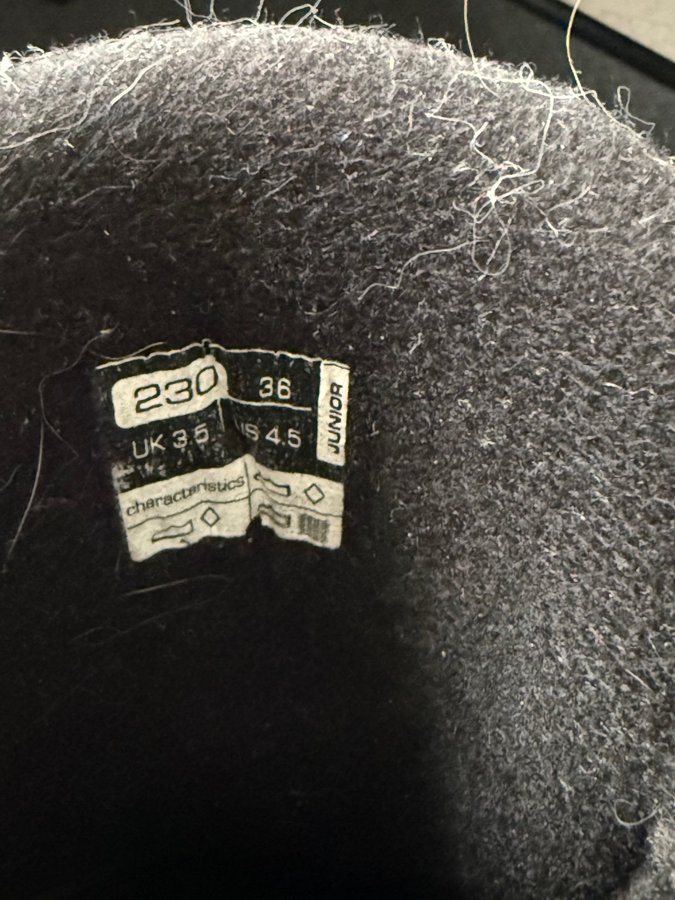 230 36
UK 3.5 US 4.5
JUNIOR
characteristics